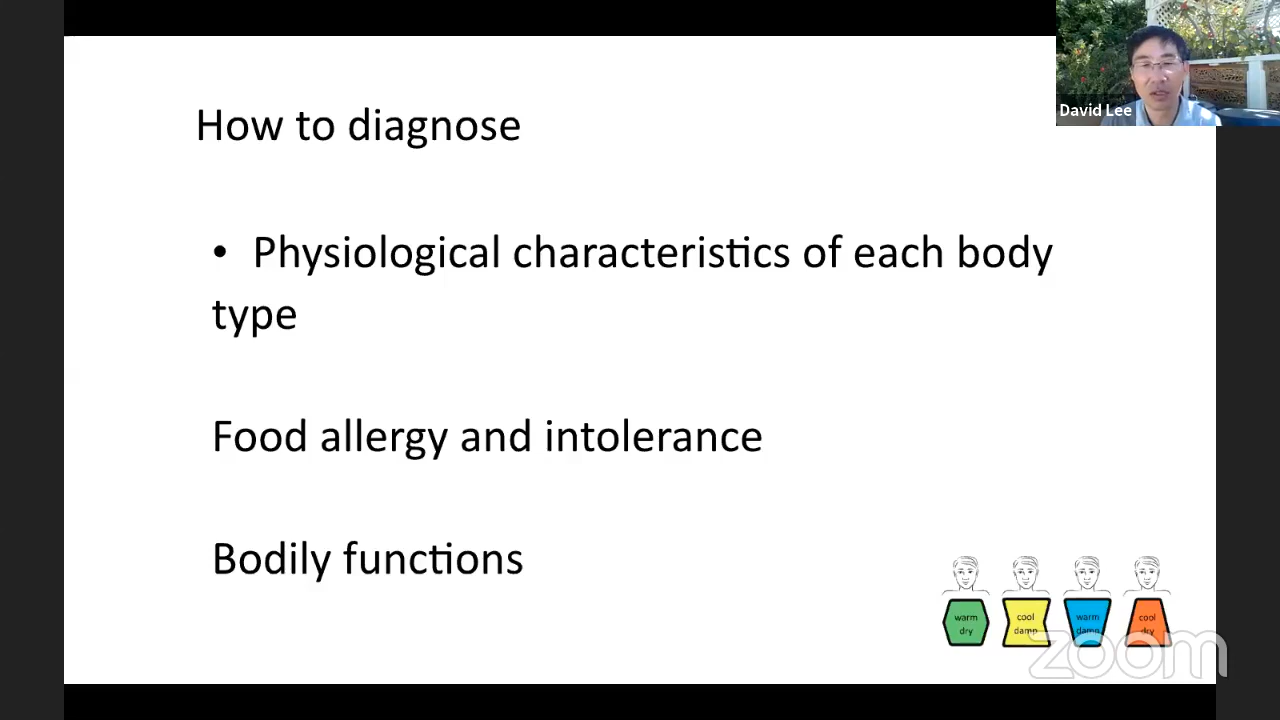 How to diagnose
David Lee
• Physiological characteristics of each body
type
Food allergy and intolerance
Bodily functions
warm
dry
cool
damp
warm
damp
cool
dry
zoom